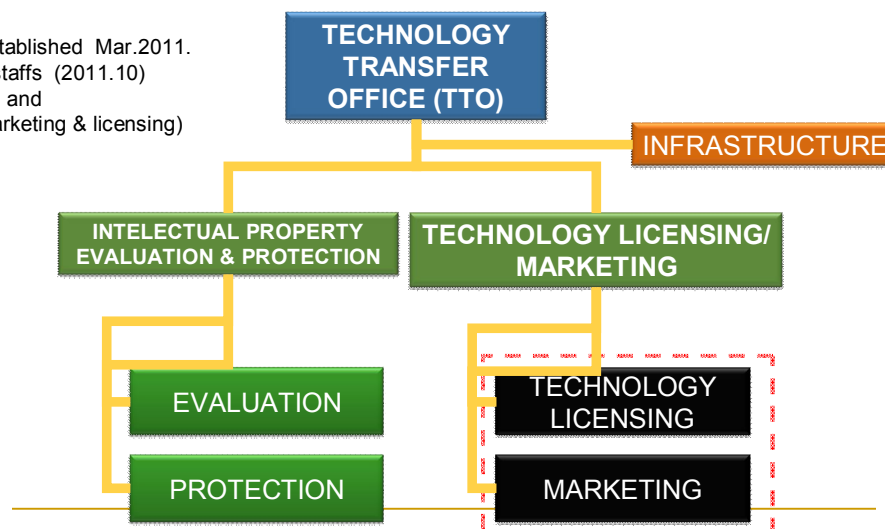 tablished Mar.2011.
taffs (2011.10)
and
arketing & licensing)
TECHNOLOGY
TRANSFER
OFFICE (TTO)
INFRASTRUCTURE
INTELECTUAL PROPERTY
EVALUATION & PROTECTION
TECHNOLOGY LICENSING/
MARKETING
EVALUATION
TECHNOLOGY
LICENSING
PROTECTION
MARKETING